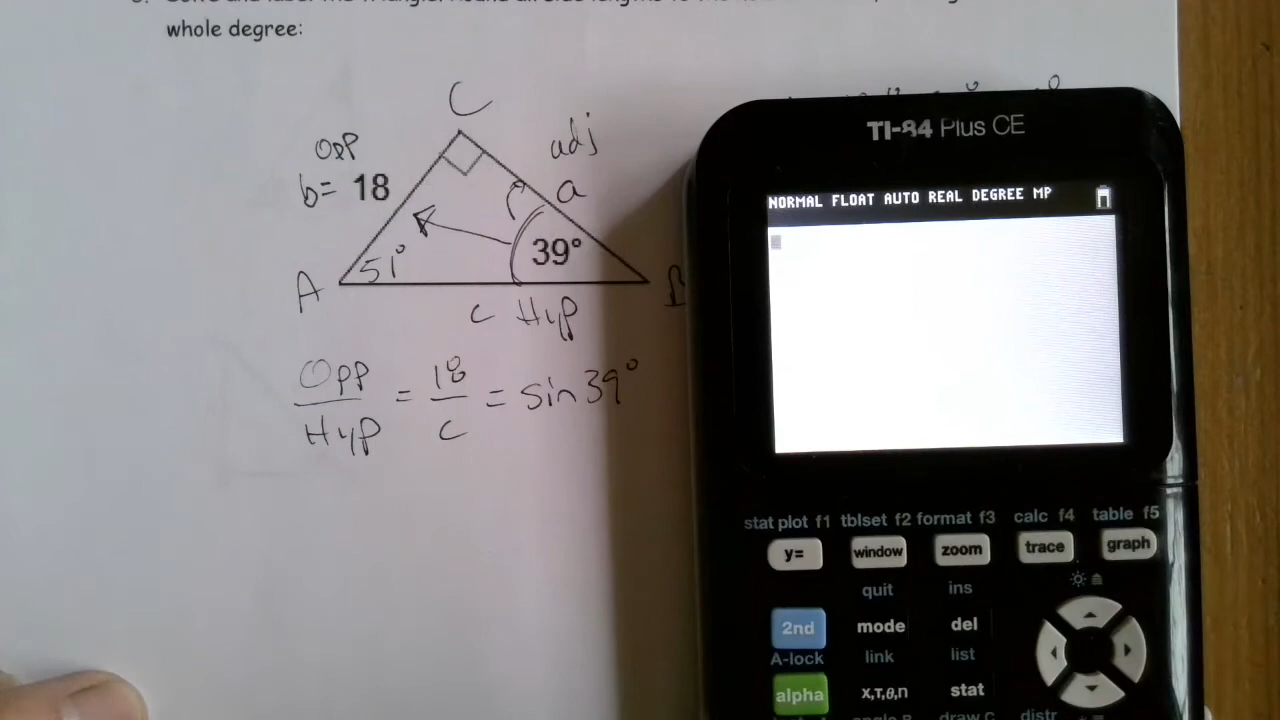 whole degree:
C
opp
adj
b= 18
a
39°
51°
A
B
c Hyp
Opp
Hyp
= 18
c
= sin 39°
TI-84 Plus CE
NORMAL FLOAT AUTO REAL DEGREE MP
stat plot f1 tblset f2 format f3 calc f4 table f5
y= window zoom trace graph
quit ins
2nd mode del
A-lock link list
alpha X,T,θ,n stat
distr